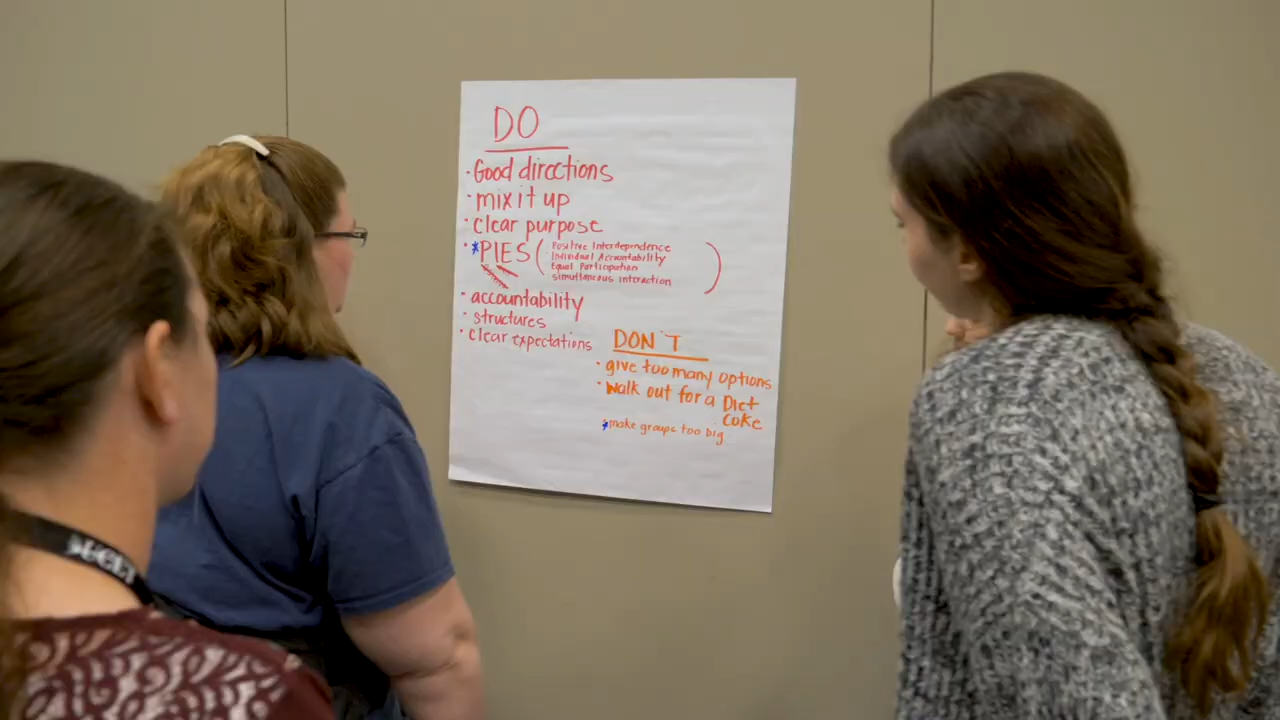 DO
· Good directions
· mix it up
· clear purpose
· *PIES (Positive Interdependence
Individual Accountability
Equal Participation
simultaneous interaction)
· accountability
· structures
· clear expectations
DON'T
· give too many options
· walk out for a Diet
Coke
*make groups too big